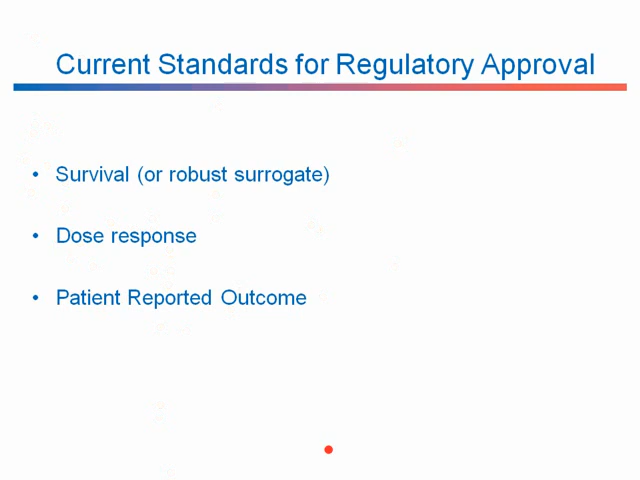 Current Standards for Regulatory Approval
• Survival (or robust surrogate)
• Dose response
• Patient Reported Outcome